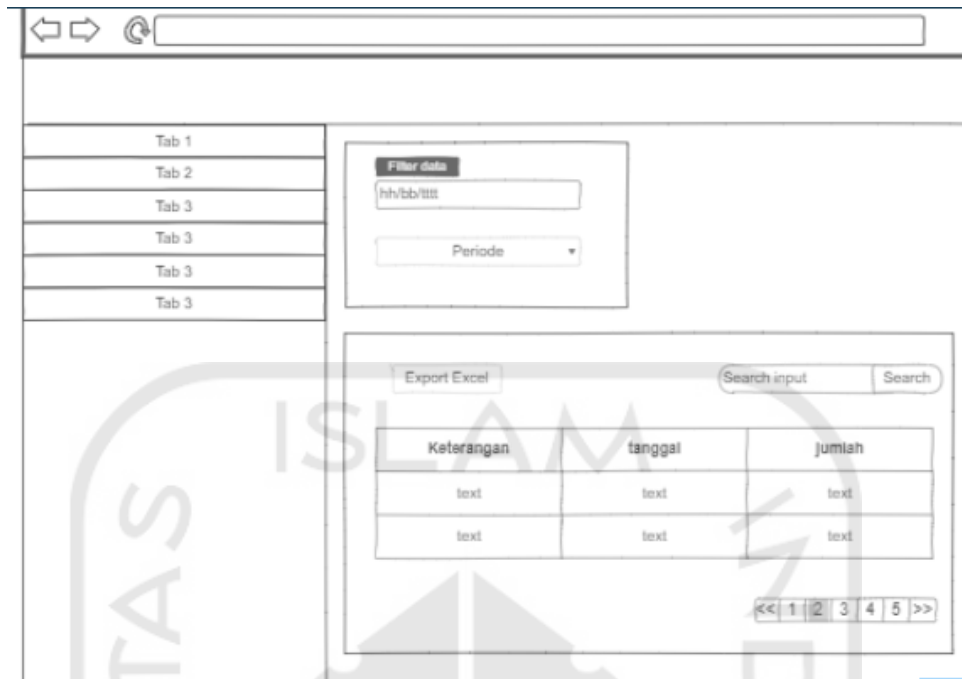 Tab 1
Tab 2
Tab 3
Tab 3
Tab 3
Tab 3
Filter data
hh/bb/tttt
Periode
Export Excel
Search input Search
Keterangan tanggal jumlah
text text text
text text text
<< 1 2 3 4 5 >>
ISLAM
TAS